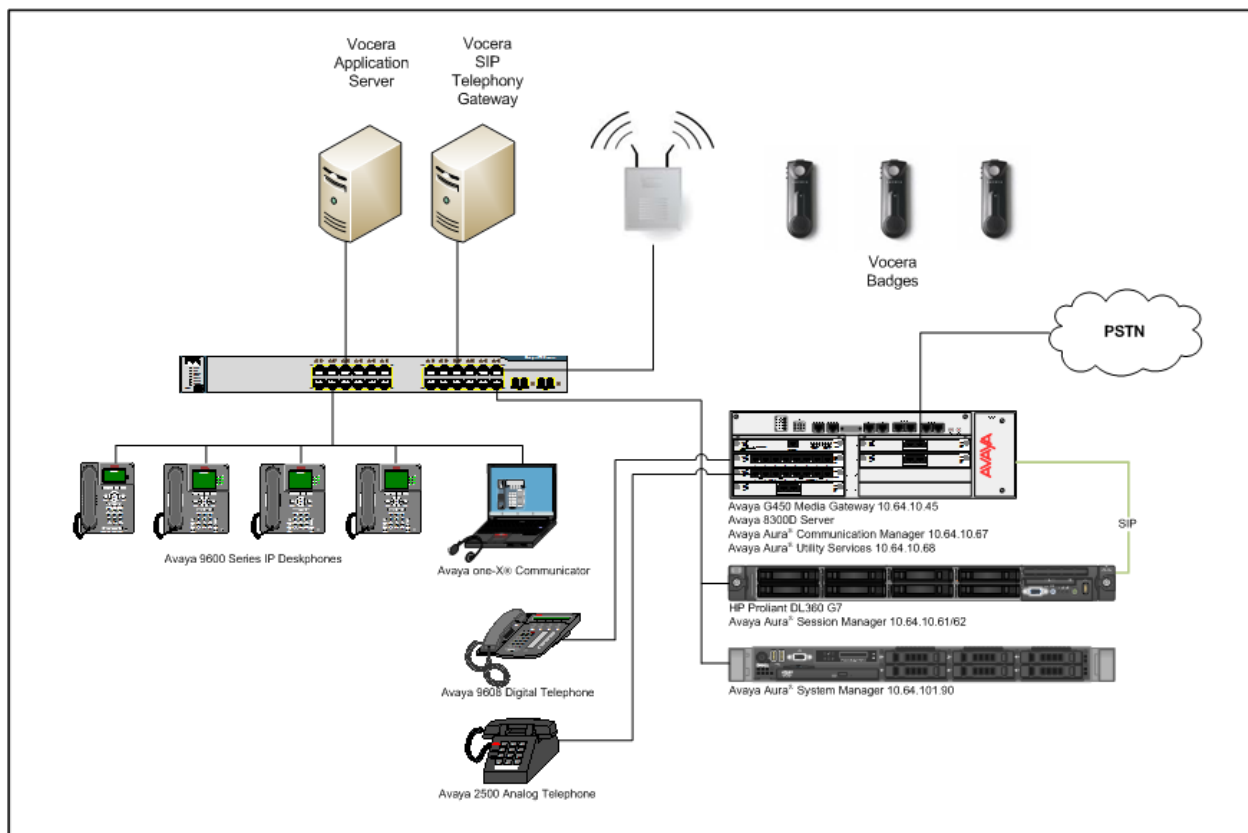 Vocera
Application
Server
Vocera
SIP
Telephony
Gateway
Vocera
Badges
PSTN
AVAYA
SIP
Avaya G450 Media Gateway 10.64.10.45
Avaya 8300D Server
Avaya Aura® Communication Manager 10.64.10.67
Avaya Aura® Utility Services 10.64.10.68
HP Proliant DL360 G7
Avaya Aura® Session Manager 10.64.10.61/62
Avaya Aura® System Manager 10.64.101.90
Avaya 9600 Series IP Deskphones
Avaya one-X® Communicator
Avaya 9608 Digital Telephone
Avaya 2500 Analog Telephone